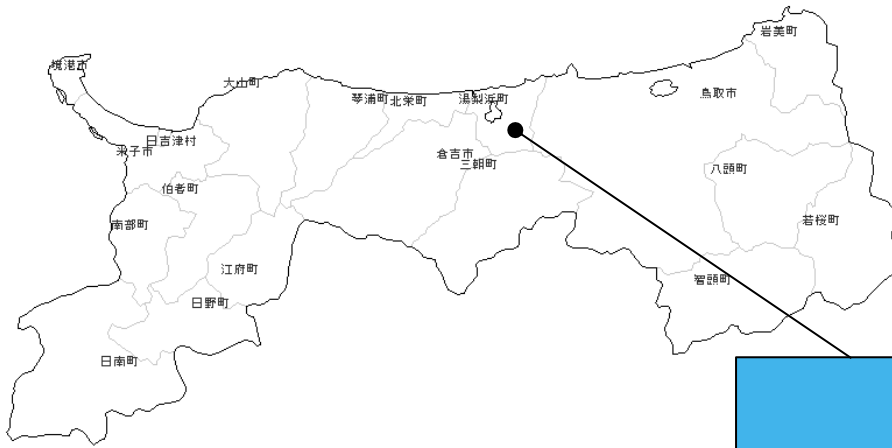 岩美町
境港市
大山町
鳥取市
琴浦町
北栄町
湯梨浜町
日吉津村
米子市
倉吉市
三朝町
八頭町
伯耆町
若桜町
南部町
江府町
智頭町
日野町
日南町